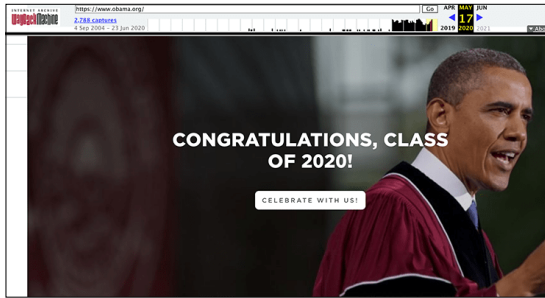 INTERNET ARCHIVE
WayBackMachine
https://www.obama.org/
Go
APR MAY JUN
2,788 captures
17
4 Sep 2004 - 23 Jun 2020
2019 2020 2021
CONGRATULATIONS, CLASS
OF 2020!
CELEBRATE WITH US!